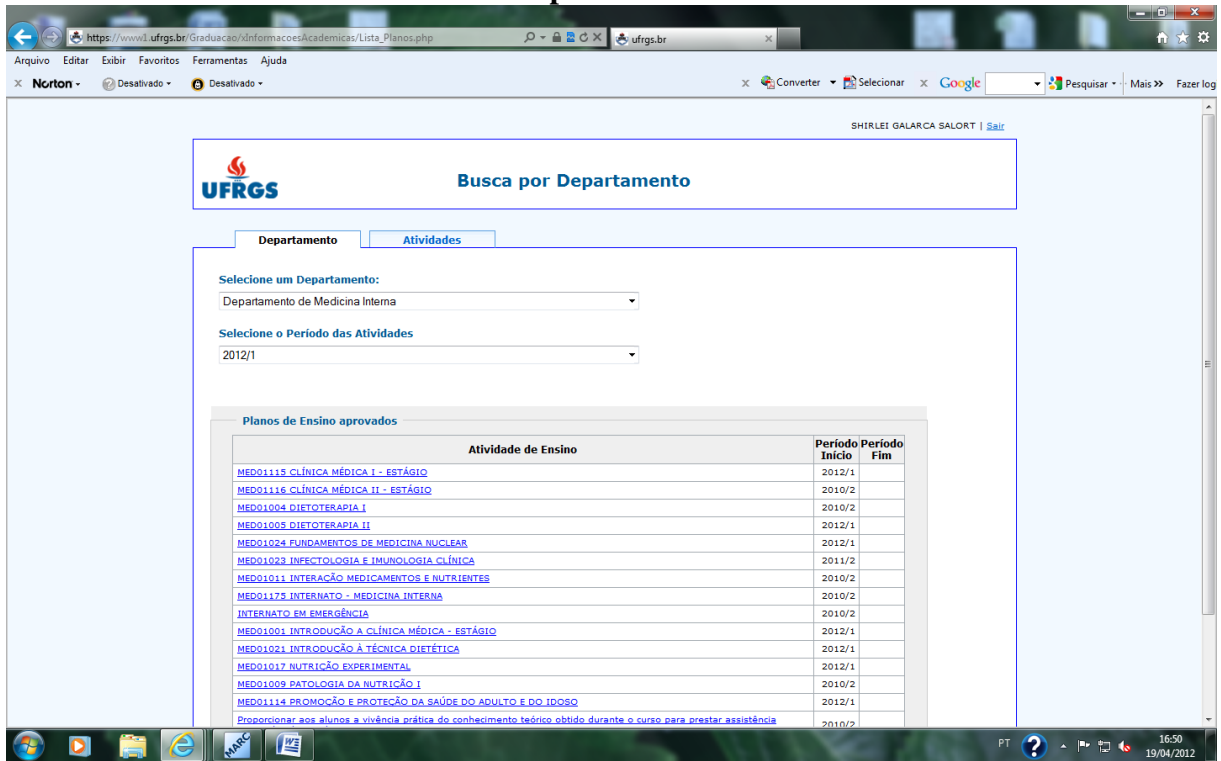 https://www1.ufrgs.br/Graduacao/xInformacoesAcademicas/Lista_Planos.php
ufrgs.br
Arquivo Editar Exibir Favoritos Ferramentas Ajuda
x Norton - Desativado Desativado x Converter Selecionar x Google Pesquisar Mais >> Fazer log
SHIRLEI GALARCA SALORT | Sair
UFRGS Busca por Departamento
Departamento Atividades
Selecione um Departamento:
Departamento de Medicina Interna
Selecione o Período das Atividades
2012/1
Planos de Ensino aprovados
Atividade de Ensino Período Início Período Fim
MED01115 CLÍNICA MÉDICA I - ESTÁGIO 2012/1
MED01116 CLÍNICA MÉDICA II - ESTÁGIO 2010/2
MED01004 DIETOTERAPIA I 2010/2
MED01005 DIETOTERAPIA II 2012/1
MED01024 FUNDAMENTOS DE MEDICINA NUCLEAR 2012/1
MED01023 INFECTOLOGIA E IMUNOLOGIA CLÍNICA 2011/2
MED01011 INTERAÇÃO MEDICAMENTOS E NUTRIENTES 2010/2
MED01175 INTERNATO - MEDICINA INTERNA 2010/2
INTERNATO EM EMERGÊNCIA 2010/2
MED01001 INTRODUÇÃO A CLÍNICA MÉDICA - ESTÁGIO 2012/1
MED01021 INTRODUÇÃO À TÉCNICA DIETÉTICA 2012/1
MED01017 NUTRIÇÃO EXPERIMENTAL 2012/1
MED01009 PATOLOGIA DA NUTRIÇÃO I 2010/2
MED01114 PROMOÇÃO E PROTEÇÃO DA SAÚDE DO ADULTO E DO IDOSO 2012/1
Proporcionar aos alunos a vivência prática do conhecimento teórico obtido durante o curso para prestar assistência 2010/2
MARC W PT 16:50
19/04/2012